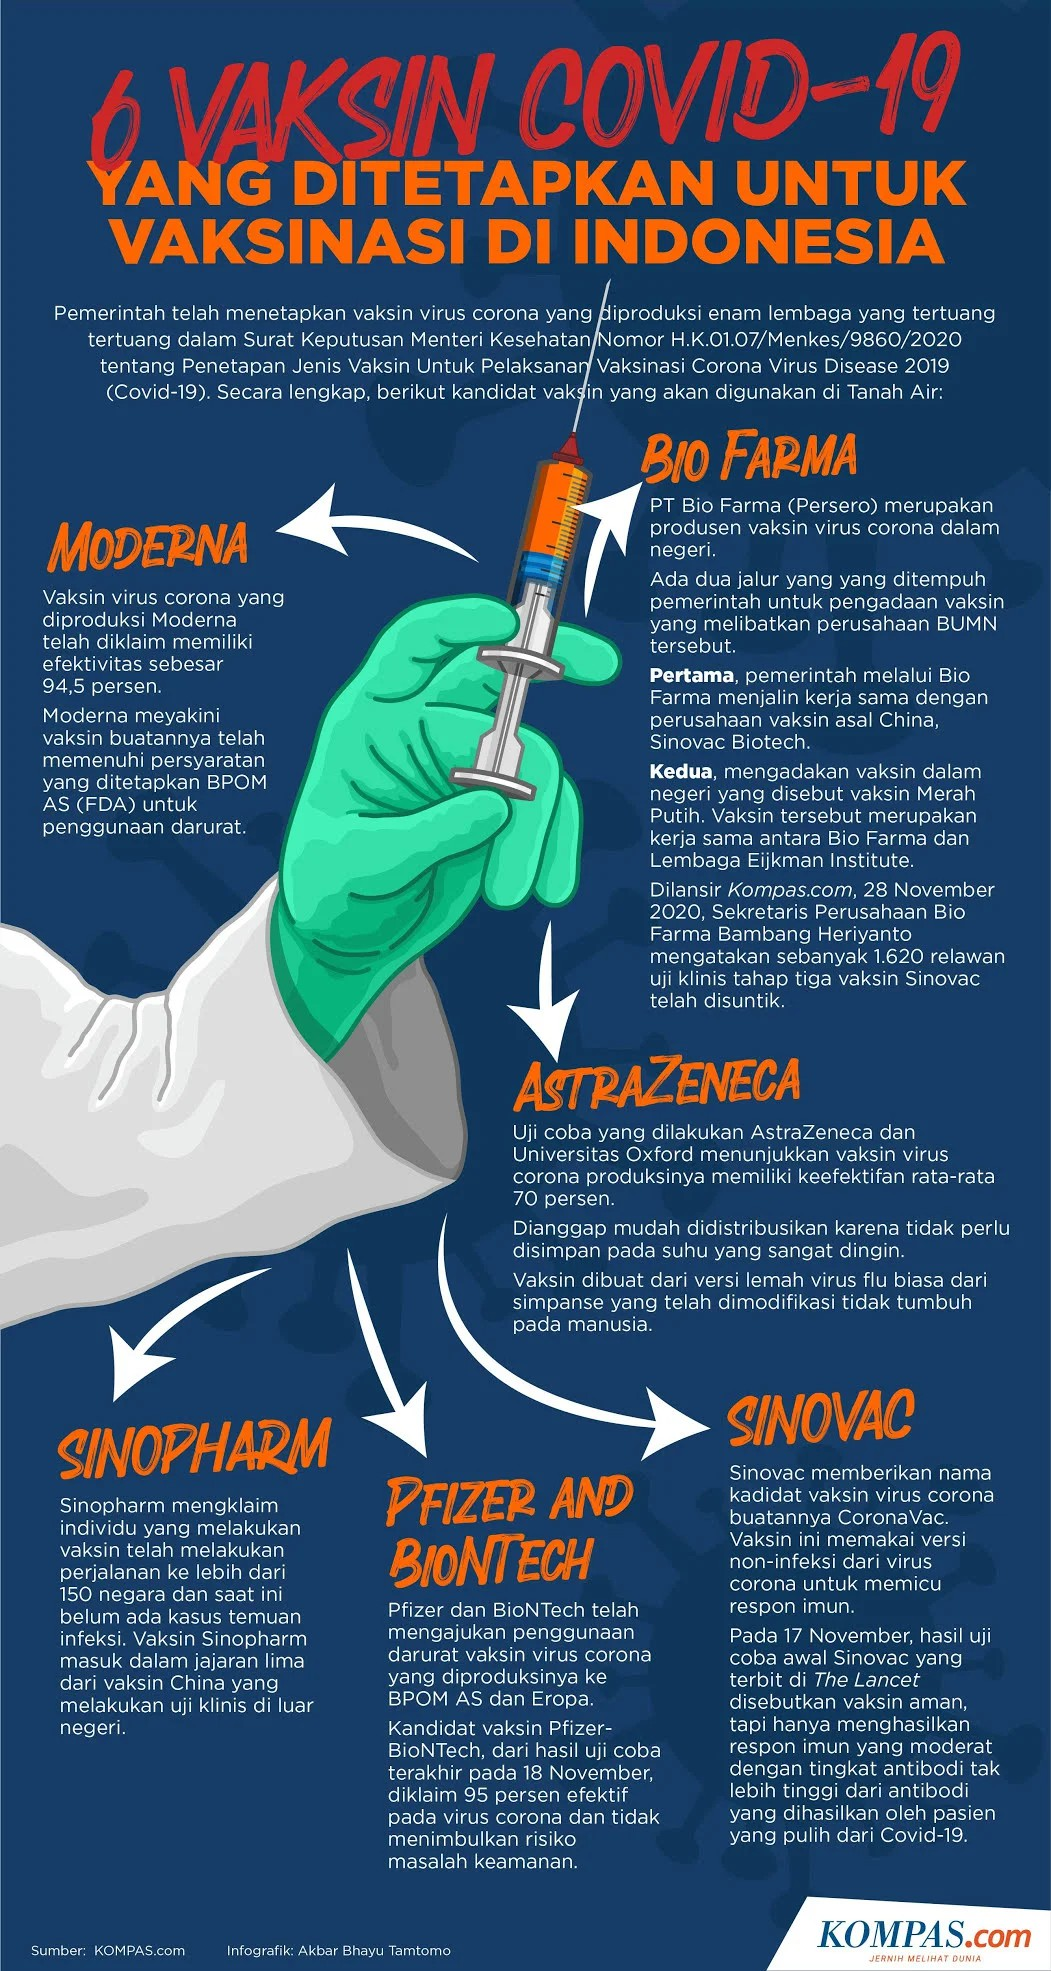 6 VAKSIN COVID-19
YANG DITETAPKAN UNTUK
VAKSINASI DI INDONESIA
Pemerintah telah menetapkan vaksin virus corona yang diproduksi enam lembaga yang tertuang
tertuang dalam Surat Keputusan Menteri Kesehatan Nomor H.K.01.07/Menkes/9860/2020
tentang Penetapan Jenis Vaksin Untuk Pelaksanan Vaksinasi Corona Virus Disease 2019
(Covid-19). Secara lengkap, berikut kandidat vaksin yang akan digunakan di Tanah Air:
MODERNA
Vaksin virus corona yang
diproduksi Moderna
telah diklaim memiliki
efektivitas sebesar
94,5 persen.
Moderna meyakini
vaksin buatannya telah
memenuhi persyaratan
yang ditetapkan BPOM
AS (FDA) untuk
penggunaan darurat.
BIO FARMA
PT Bio Farma (Persero) merupakan
produsen vaksin virus corona dalam
negeri.
Ada dua jalur yang yang ditempuh
pemerintah untuk pengadaan vaksin
yang melibatkan perusahaan BUMN
tersebut.
Pertama, pemerintah melalui Bio
Farma menjalin kerja sama dengan
perusahaan vaksin asal China,
Sinovac Biotech.
Kedua, mengadakan vaksin dalam
negeri yang disebut vaksin Merah
Putih. Vaksin tersebut merupakan
kerja sama antara Bio Farma dan
Lembaga Eijkman Institute.
Dilansir Kompas.com, 28 November
2020, Sekretaris Perusahaan Bio
Farma Bambang Heriyanto
mengatakan sebanyak 1.620 relawan
uji klinis tahap tiga vaksin Sinovac
telah disuntik.
ASTRAZENECA
Uji coba yang dilakukan AstraZeneca dan
Universitas Oxford menunjukkan vaksin virus
corona produksinya memiliki keefektifan rata-rata
70 persen.
Dianggap mudah didistribusikan karena tidak perlu
disimpan pada suhu yang sangat dingin.
Vaksin dibuat dari versi lemah virus flu biasa dari
simpanse yang telah dimodifikasi tidak tumbuh
pada manusia.
SINOPHARM
Sinopharm mengklaim
individu yang melakukan
vaksin telah melakukan
perjalanan ke lebih dari
150 negara dan saat ini
belum ada kasus temuan
infeksi. Vaksin Sinopharm
masuk dalam jajaran lima
dari vaksin China yang
melakukan uji klinis di luar
negeri.
PFIZER AND
BIONTECH
Pfizer dan BioNTech telah
mengajukan penggunaan
darurat vaksin virus corona
yang diproduksinya ke
BPOM AS dan Eropa.
Kandidat vaksin Pfizer-
BioNTech, dari hasil uji coba
terakhir pada 18 November,
diklaim 95 persen efektif
pada virus corona dan tidak
menimbulkan risiko
masalah keamanan.
SINOVAC
Sinovac memberikan nama
kadidat vaksin virus corona
buatannya CoronaVac.
Vaksin ini memakai versi
non-infeksi dari virus
corona untuk memicu
respon imun.
Pada 17 November, hasil uji
coba awal Sinovac yang
terbit di The Lancet
disebutkan vaksin aman,
tapi hanya menghasilkan
respon imun yang moderat
dengan tingkat antibodi tak
lebih tinggi dari antibodi
yang dihasilkan oleh pasien
yang pulih dari Covid-19.
Sumber: KOMPAS.com
Infografik: Akbar Bhayu Tamtomo
KOMPAS.com
JERNIH MELIHAT DUNIA